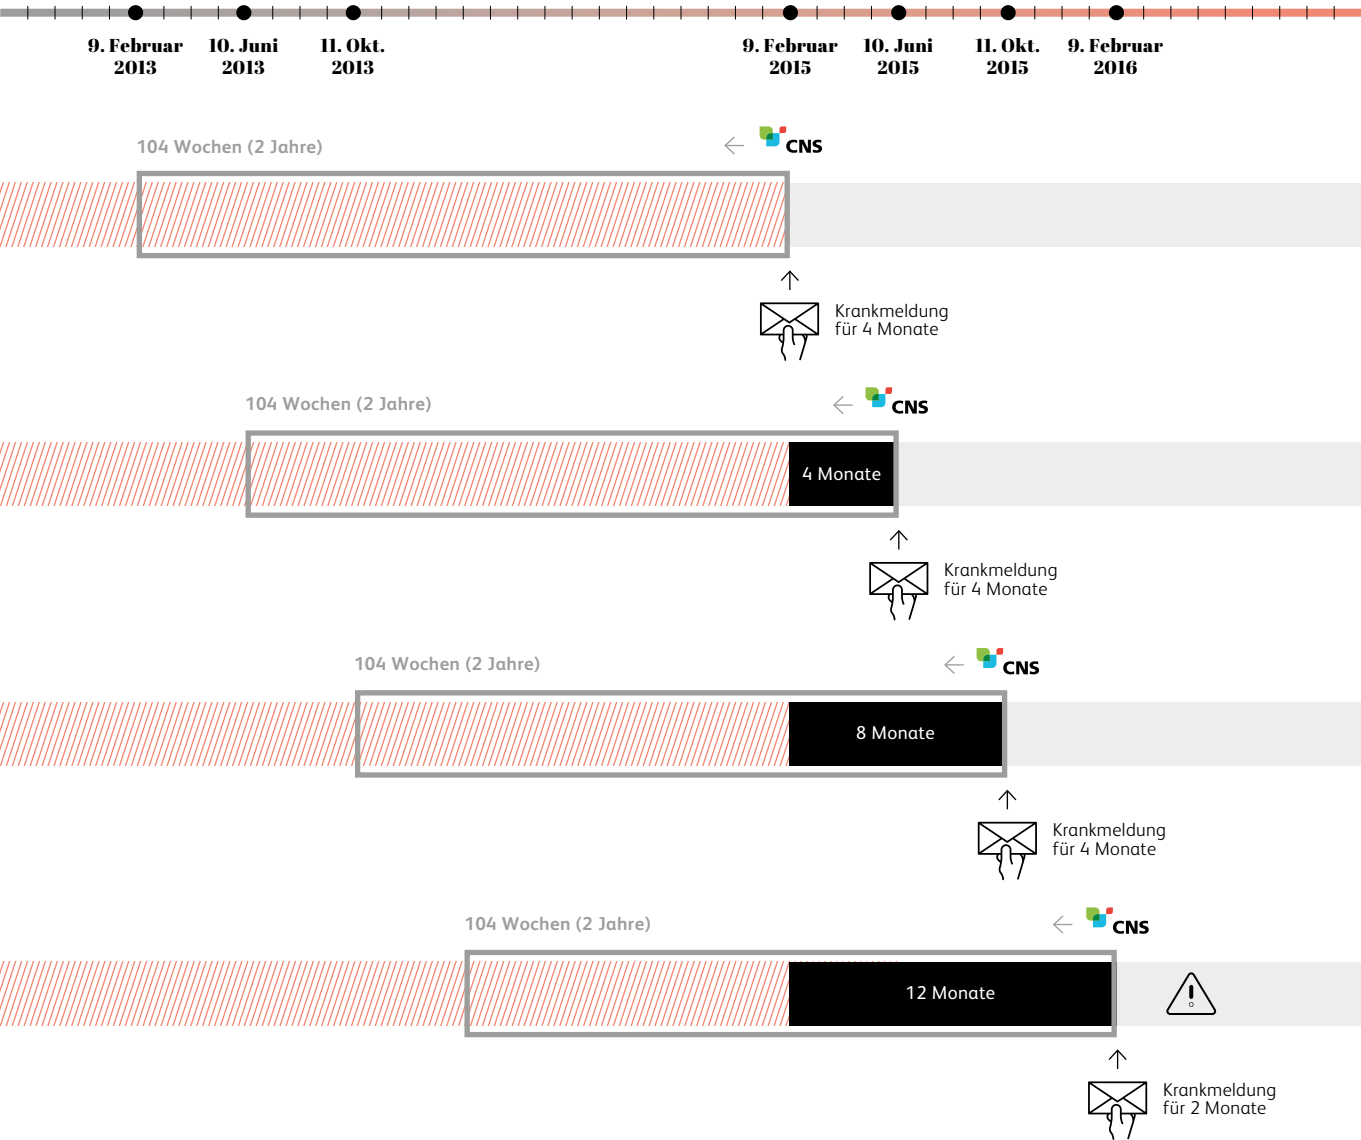 9. Februar
2013
10. Juni
2013
11. Okt.
2013
9. Februar
2015
10. Juni
2015
11. Okt.
2015
9. Februar
2016
104 Wochen (2 Jahre)
CNS
Krankmeldung
für 4 Monate
104 Wochen (2 Jahre)
CNS
4 Monate
Krankmeldung
für 4 Monate
104 Wochen (2 Jahre)
CNS
8 Monate
Krankmeldung
für 4 Monate
104 Wochen (2 Jahre)
CNS
12 Monate
Krankmeldung
für 2 Monate